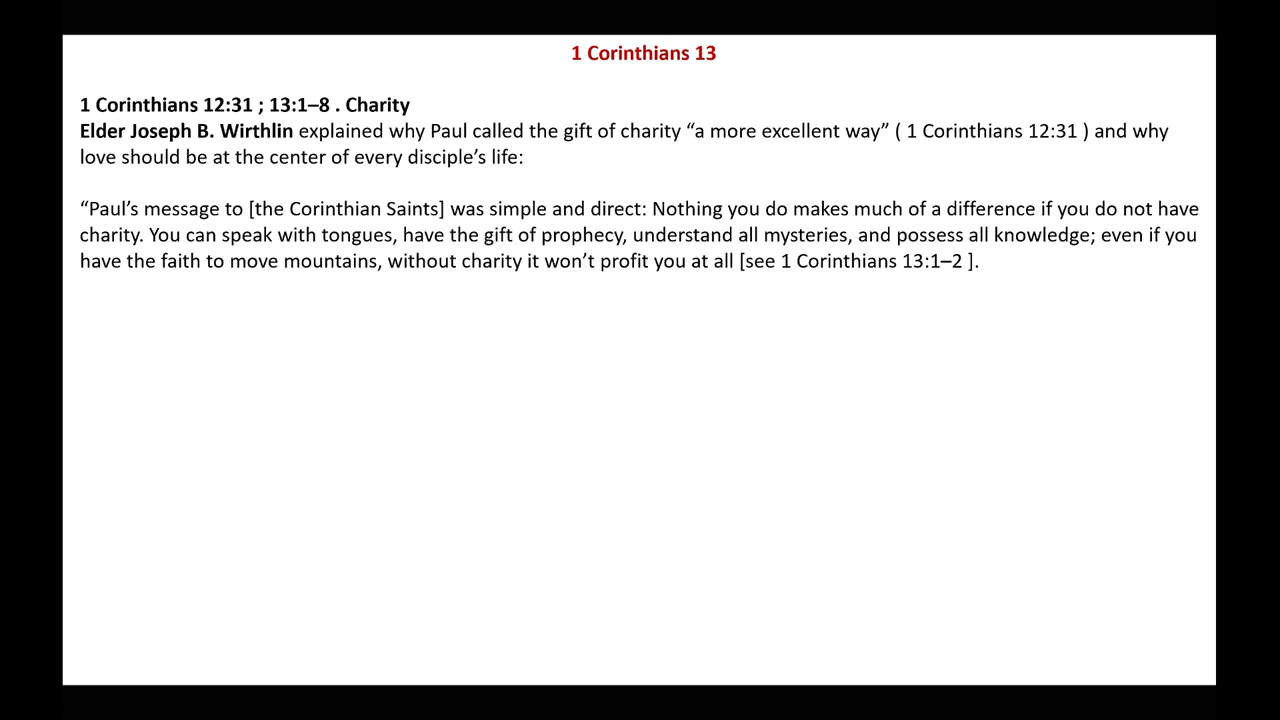 1 Corinthians 13
1 Corinthians 12:31 ; 13:1–8 . Charity
Elder Joseph B. Wirthlin explained why Paul called the gift of charity “a more excellent way” ( 1 Corinthians 12:31 ) and why
love should be at the center of every disciple’s life:
“Paul’s message to [the Corinthian Saints] was simple and direct: Nothing you do makes much of a difference if you do not have
charity. You can speak with tongues, have the gift of prophecy, understand all mysteries, and possess all knowledge; even if you
have the faith to move mountains, without charity it won’t profit you at all [see 1 Corinthians 13:1–2 ].